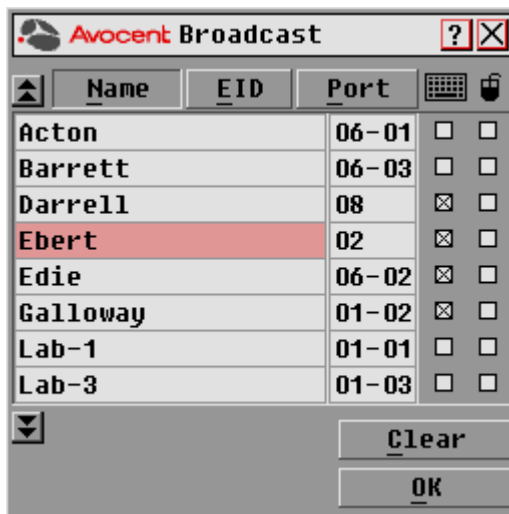 Avocent Broadcast ? X
Name EID Port
Acton 06-01
Barrett 06-03
Darrell 08
Ebert 02
Edie 06-02
Galloway 01-02
Lab-1 01-01
Lab-3 01-03
Clear
OK